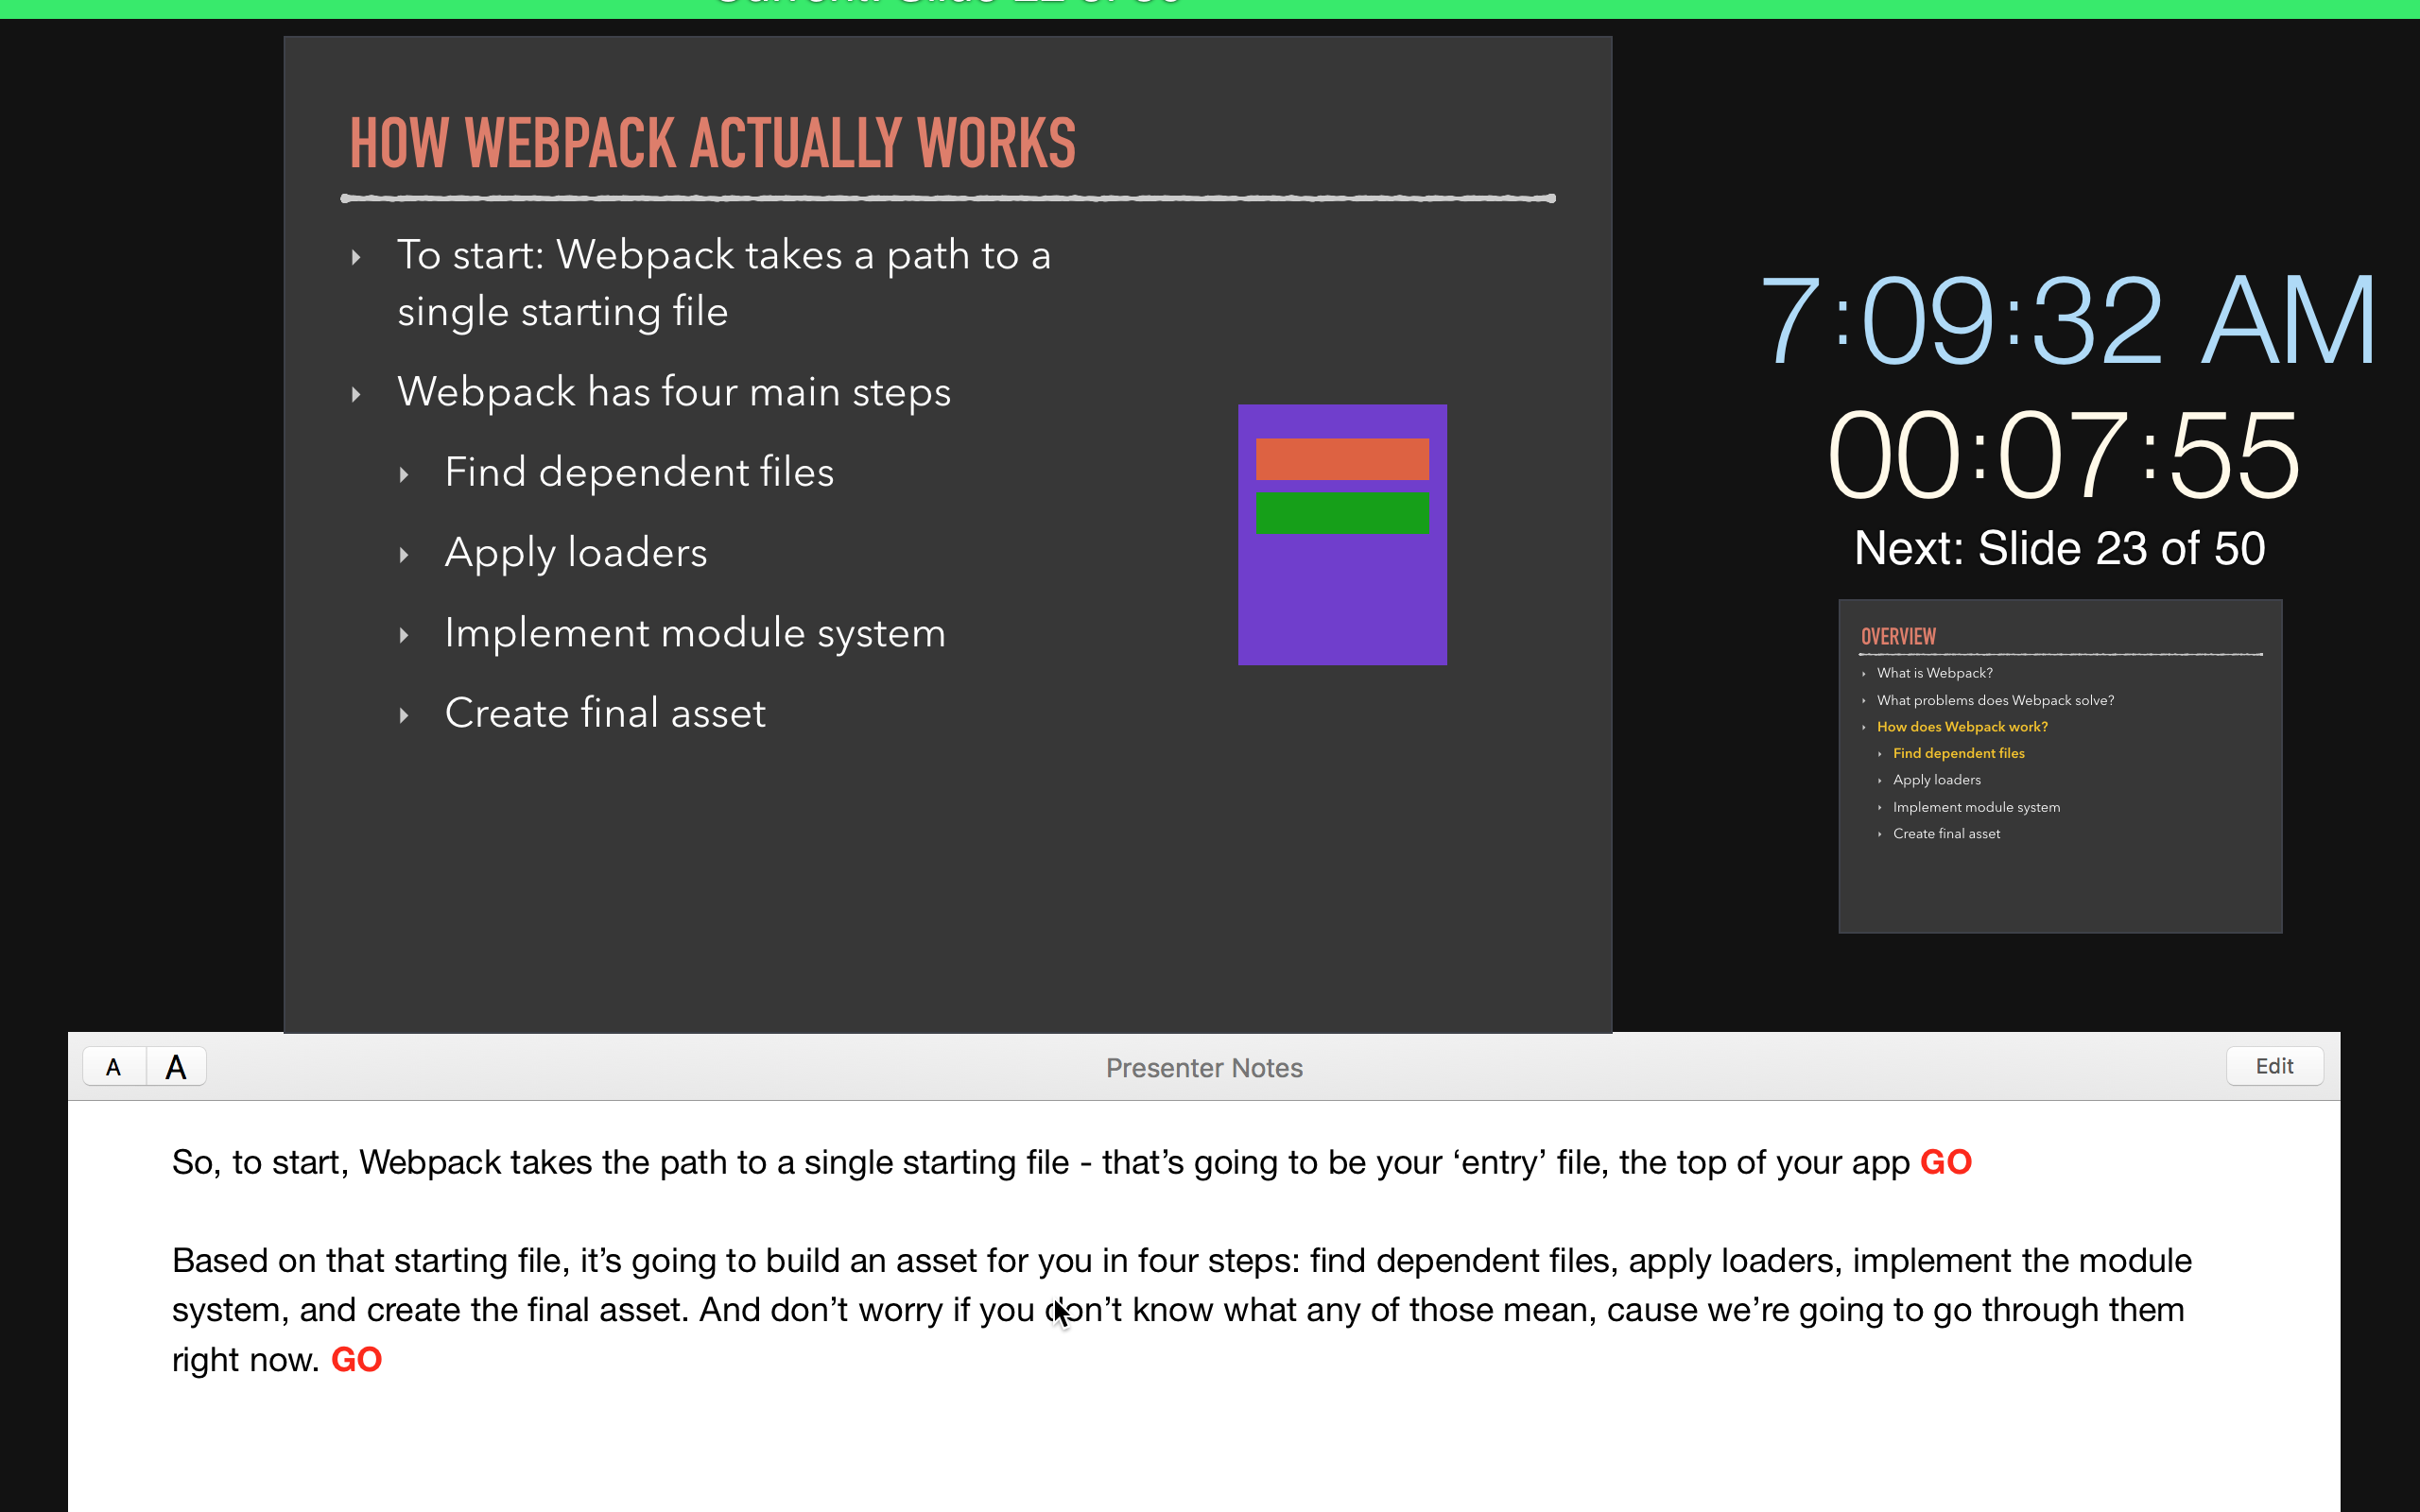 Current: Slide 22 of 50
HOW WEBPACK ACTUALLY WORKS
To start: Webpack takes a path to a
single starting file
Webpack has four main steps
Find dependent files
Apply loaders
Implement module system
Create final asset
7:09:32 AM
00:07:55
Next: Slide 23 of 50
OVERVIEW
What is Webpack?
What problems does Webpack solve?
How does Webpack work?
Find dependent files
Apply loaders
Implement module system
Create final asset
A A
Presenter Notes
Edit
So, to start, Webpack takes the path to a single starting file - that’s going to be your ‘entry’ file, the top of your app GO
Based on that starting file, it’s going to build an asset for you in four steps: find dependent files, apply loaders, implement the module
system, and create the final asset. And don’t worry if you don’t know what any of those mean, cause we’re going to go through them
right now. GO